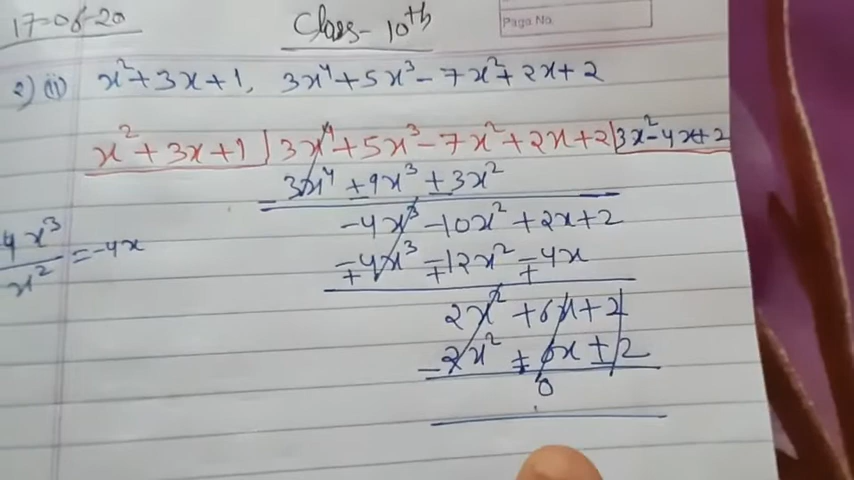 17-06-20 Class- 10th
Page No.
2) (ii) x²+3x+1, 3x⁴+5x³-7x²+2x+2
x²+3x+1 ) 3x⁴+5x³-7x²+2x+2 | 3x²-4x+2
3x⁴+9x³+3x²
-4x³-10x²+2x+2
4x³/x² = -4x
-4x³-12x²-4x
2x²+6x+2
2x²+6x+2
0